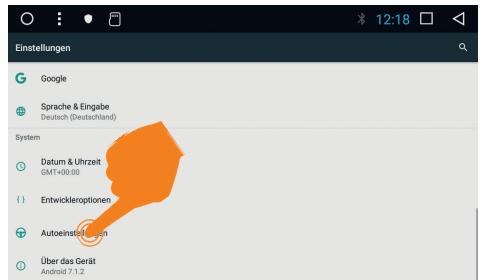 12:18
Einstellungen
Google
Sprache & Eingabe
Deutsch (Deutschland)
System
Datum & Uhrzeit
GMT+00:00
Entwickleroptionen
Autoeinstellungen
Über das Gerät
Android 7.1.2